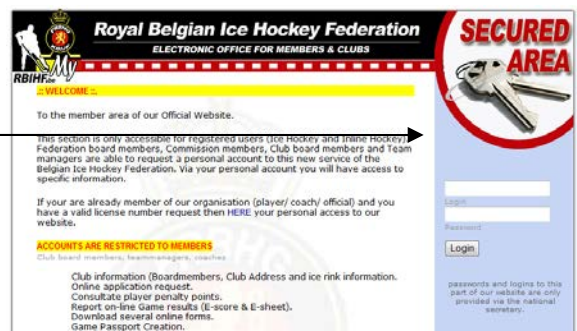 Royal Belgian Ice Hockey Federation
ELECTRONIC OFFICE FOR MEMBERS & CLUBS
SECURED
AREA
My
RBIHF.be
.:: WELCOME ::.
To the member area of our Official Website.
This section is only accessible for registered users (Ice Hockey and Inline Hockey).
Federation board members, Commission members, Club board members and Team
managers are able to request a personal account to this new service of the
Belgian Ice Hockey Federation. Via your personal account you will have access to
specific information.
If your are already member of our organisation (player/ coach/ official) and you
have a valid license number request then HERE your personal access to our
website.
ACCOUNTS ARE RESTRICTED TO MEMBERS
Club board members, teammanagers, coaches
Club information (Boardmembers, Club Address and ice rink information.
Online application request.
Consultate player penalty points.
Report on-line Game results (E-score & E-sheet).
Download several online forms.
Game Passport Creation.
Login
Password
Login
passwords and logins to this
part of our website are only
provided via the national
secretary.